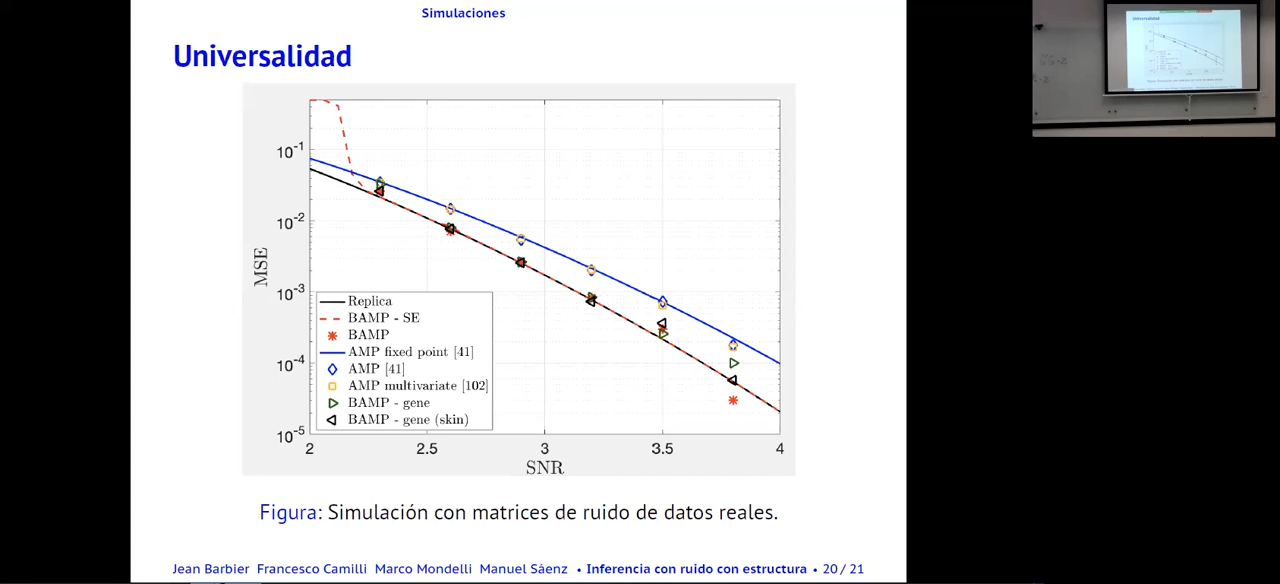 Simulaciones
Universalidad
10^-1
10^-2
10^-3
10^-4
10^-5
MSE
Replica
BAMP - SE
BAMP
AMP fixed point [41]
AMP [41]
AMP multivariate [102]
BAMP - gene
BAMP - gene (skin)
2 2.5 3 3.5 4
SNR
Figura: Simulación con matrices de ruido de datos reales.
Jean Barbier Francesco Camilli Marco Mondelli Manuel Sáenz • Inferencia con ruido con estructura • 20 / 21
Universalidad